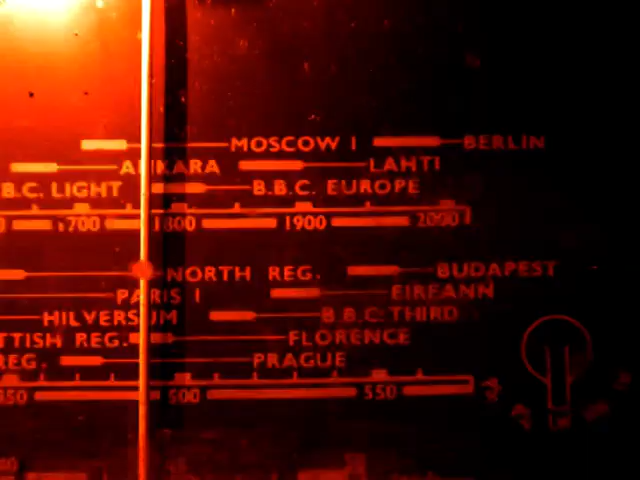 MOSCOW I BERLIN
ANKARA LAHTI
B.C. LIGHT B.B.C. EUROPE
1700 1800 1900 2000
NORTH REG. BUDAPEST
PARIS I EIREANN
HILVERSUM B.B.C. THIRD
TTISH REG. FLORENCE
REG. PRAGUE
450 500 550